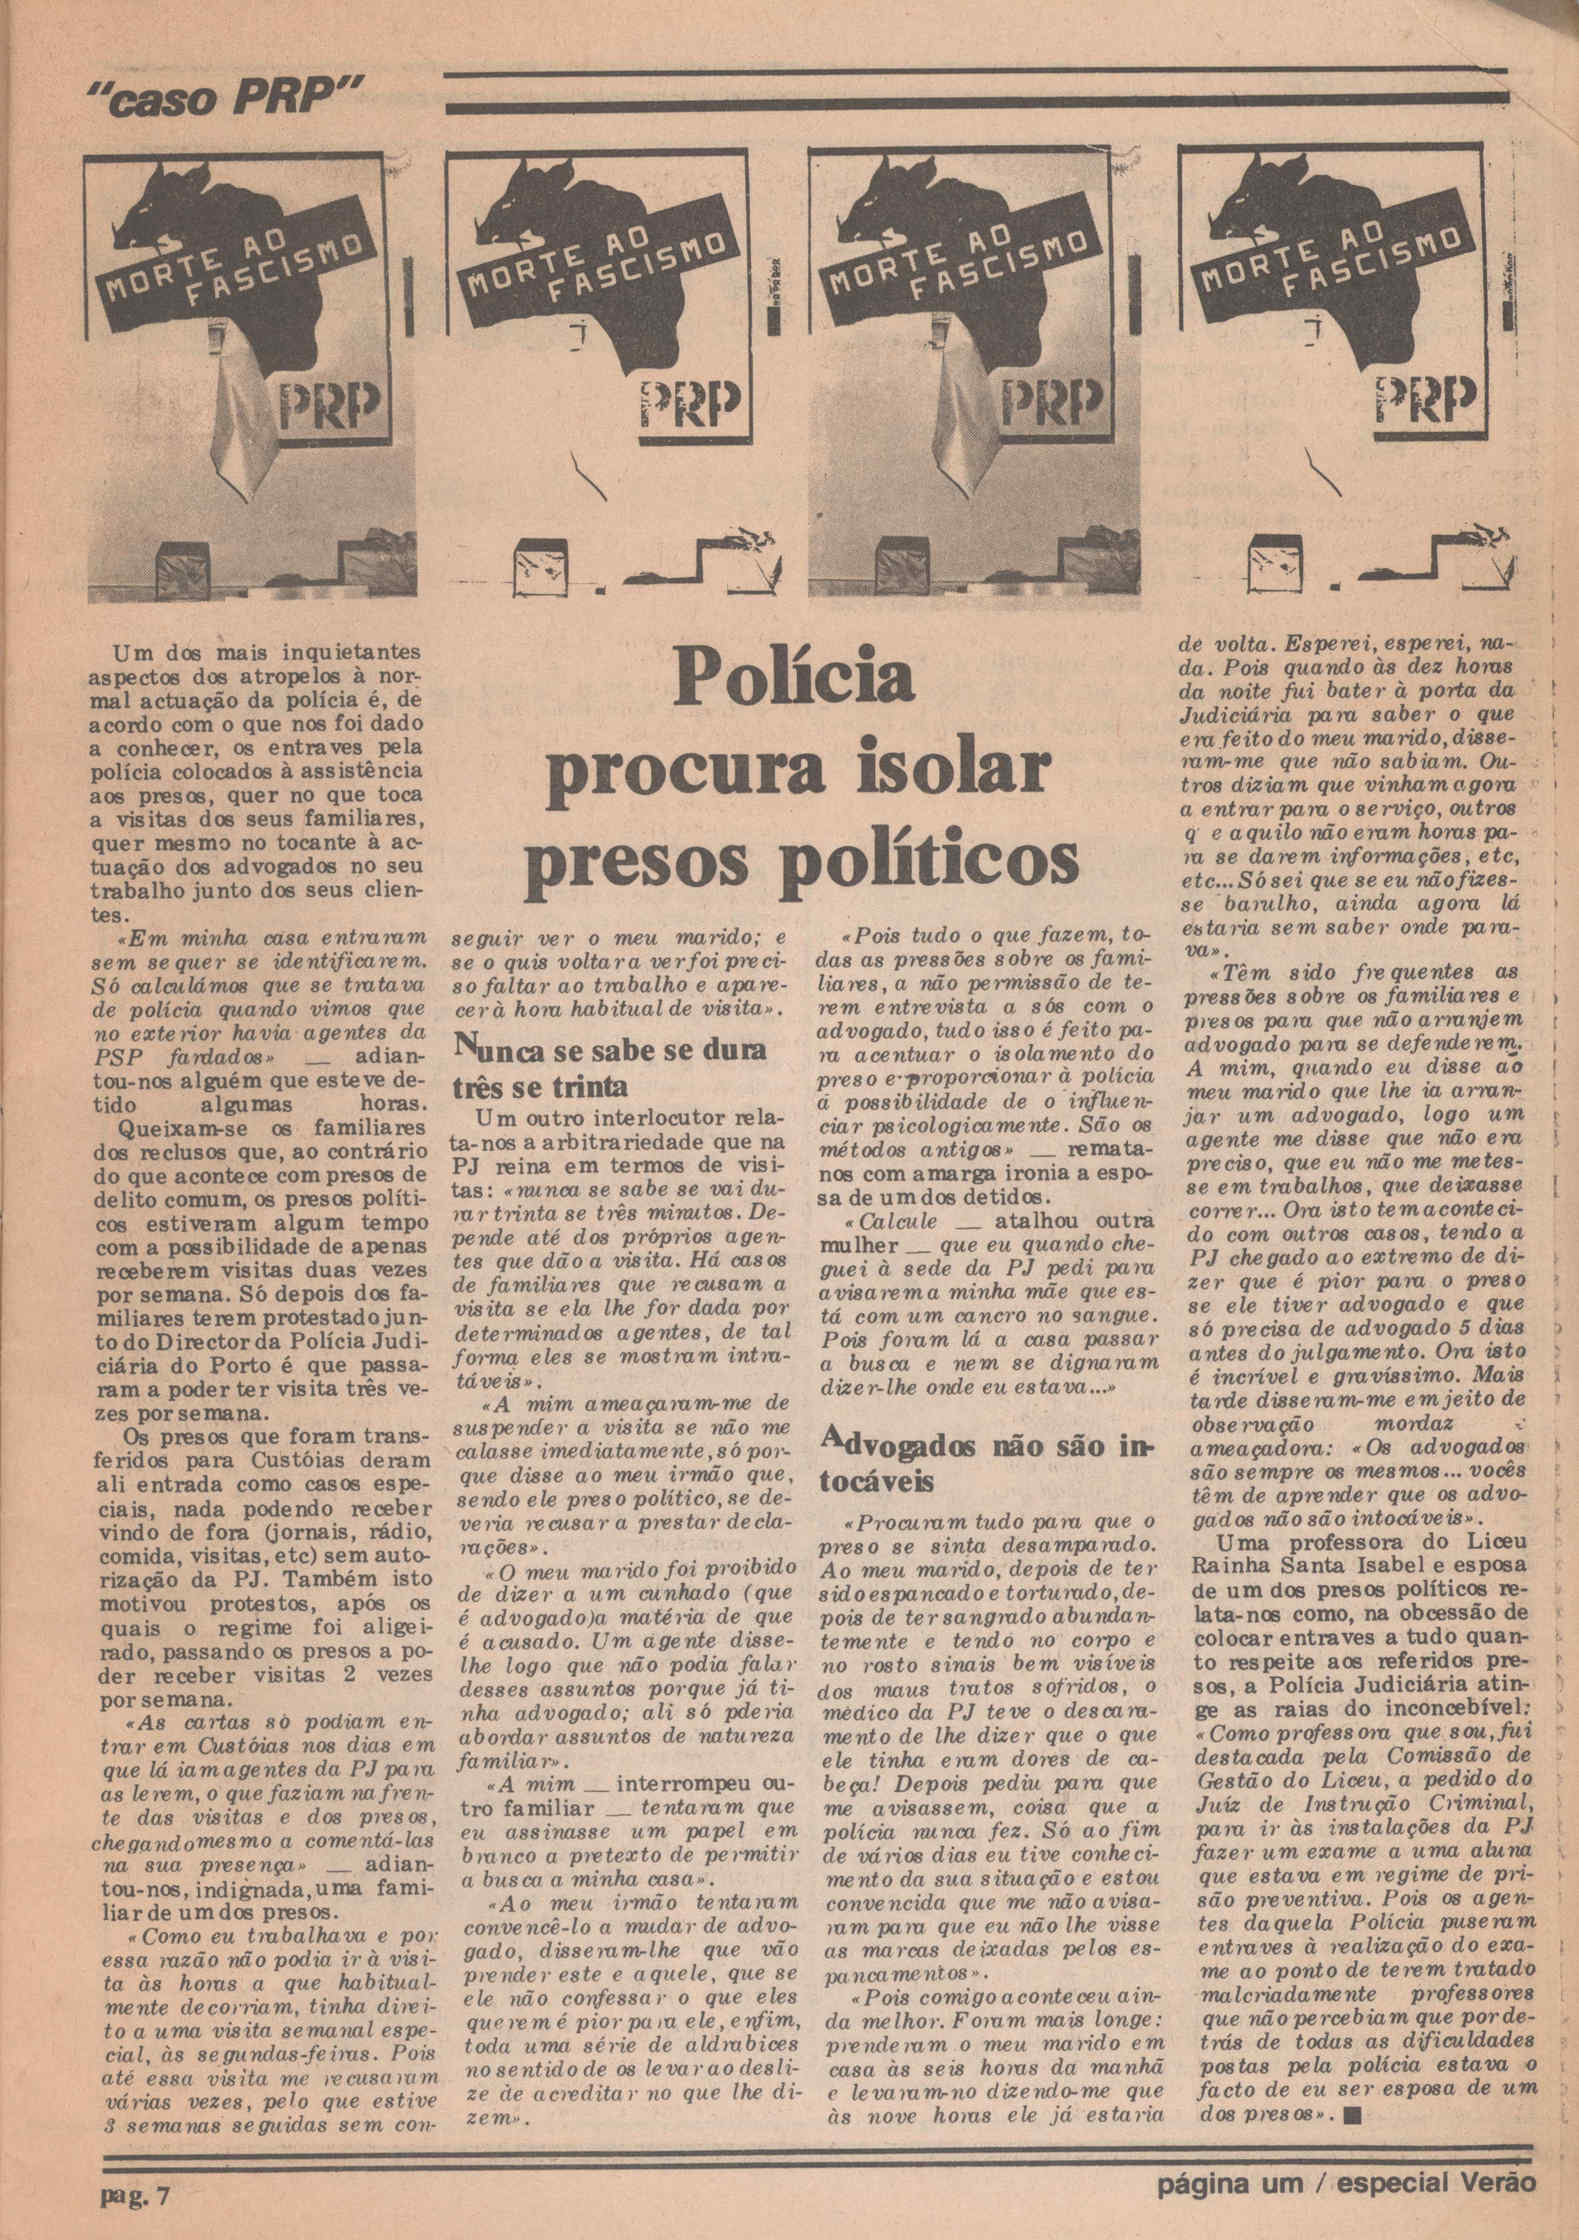 "caso PRP"
MORTE AO
FASCISMO
PRP
MORTE AO
FASCISMO
PRP
MORTE AO
FASCISMO
PRP
MORTE AO
FASCISMO
PRP
Polícia
procura isolar
presos políticos
Um dos mais inquietantes
aspectos dos atropelos à nor-
mal actuação da polícia é, de
acordo com o que nos foi dado
a conhecer, os entraves pela
polícia colocados à assistência
aos presos, quer no que toca
a visitas dos seus familiares,
quer mesmo no tocante à ac-
tuação dos advogados no seu
trabalho junto dos seus clien-
tes.
«Em minha casa entraram
sem sequer se identificarem.
Só calculámos que se tratava
de polícia quando vimos que
no exterior havia agentes da
PSP fardados» — adian-
tou-nos alguém que esteve de-
tido algumas horas.
Queixam-se os familiares
dos reclusos que, ao contrário
do que acontece com presos de
delito comum, os presos políti-
cos estiveram algum tempo
com a possibilidade de apenas
receberem visitas duas vezes
por semana. Só depois dos fa-
miliares terem protestado jun-
to do Director da Polícia Judi-
ciária do Porto é que passa-
ram a poder ter visita três ve-
zes por semana.
Os presos que foram trans-
feridos para Custóias deram
ali entrada como casos espe-
ciais, nada podendo receber
vindo de fora (jornais, rádio,
comida, visitas, etc) sem auto-
rização da PJ. Também isto
motivou protestos, após os
quais o regime foi aligei-
rado, passando os presos a po-
der receber visitas 2 vezes
por semana.
«As cartas só podiam en-
trar em Custóias nos dias em
que lá iam agentes da PJ para
as lerem, o que faziam na fren-
te das visitas e dos presos,
chegando mesmo a comentá-las
na sua presença» — adian-
tou-nos, indignada, uma fami-
liar de um dos presos.
«Como eu trabalhava e por
essa razão não podia ir à visi-
ta às horas a que habitual-
mente decorriam, tinha direi-
to a uma visita semanal espe-
cial, às segundas-feiras. Pois
até essa visita me recusaram
várias vezes, pelo que estive
3 semanas seguidas sem con-
seguir ver o meu marido; e
se o quis voltar a ver foi preci-
so faltar ao trabalho e apare-
cer à hora habitual de visita».
Nunca se sabe se dura
três se trinta
Um outro interlocutor rela-
ta-nos a arbitrariedade que na
PJ reina em termos de visi-
tas: «nunca se sabe se vai du-
rar trinta se três minutos. De-
pende até dos próprios agen-
tes que dão a visita. Há casos
de familiares que recusam a
visita se ela lhe for dada por
determinados agentes, de tal
forma eles se mostram intra-
táveis».
«A mim ameaçaram-me de
suspender a visita se não me
calasse imediatamente, só por-
que disse ao meu irmão que,
sendo ele preso político, se de-
veria recusar a prestar decla-
rações».
«O meu marido foi proibido
de dizer a um cunhado (que
é advogado)a matéria de que
é acusado. Um agente disse-
lhe logo que não podia falar
desses assuntos porque já ti-
nha advogado; ali só pderia
abordar assuntos de natureza
familiar».
«A mim — interrompeu ou-
tro familiar — tentaram que
eu assinasse um papel em
branco a pretexto de permitir
a busca a minha casa».
«Ao meu irmão tentaram
convencê-lo a mudar de advo-
gado, disseram-lhe que vão
prender este e aquele, que se
ele não confessar o que eles
querem é pior para ele, enfim,
toda uma série de aldrabices
no sentido de os levar ao desli-
ze de acreditar no que lhe di-
zem».
«Pois tudo o que fazem, to-
das as pressões sobre os fami-
liares, a não permissão de te-
rem entrevista a sós com o
advogado, tudo isso é feito pa-
ra acentuar o isolamento do
preso e proporcionar à polícia
á possibilidade de o influen-
ciar psicologicamente. São os
métodos antigos» — remata-
nos com amarga ironia a espo-
sa de um dos detidos.
«Calcule — atalhou outra
mulher — que eu quando che-
guei à sede da PJ pedi para
avisarem a minha mãe que es-
tá com um cancro no sangue.
Pois foram lá a casa passar
a busca e nem se dignaram
dizer-lhe onde eu estava...»
Advogados não são in-
tocáveis
«Procuram tudo para que o
preso se sinta desamparado.
Ao meu marido, depois de ter
sido espancado e torturado, de-
pois de ter sangrado abundan-
temente e tendo no corpo e
no rosto sinais bem visíveis
dos maus tratos sofridos, o
médico da PJ teve o descara-
mento de lhe dizer que o que
ele tinha eram dores de ca-
beça! Depois pediu para que
me avisassem, coisa que a
polícia nunca fez. Só ao fim
de vários dias eu tive conheci-
mento da sua situação e estou
convencida que me não avisa-
ram para que eu não lhe visse
as marcas deixadas pelos es-
pancamentos».
«Pois comigo aconteceu ain-
da melhor. Foram mais longe:
prenderam o meu marido em
casa às seis horas da manhã
e levaram-no dizendo-me que
às nove horas ele já estaria
de volta. Esperei, esperei, na-
da. Pois quando às dez horas
da noite fui bater à porta da
Judiciária para saber o que
era feito do meu marido, disse-
ram-me que não sabiam. Ou-
tros diziam que vinham agora
a entrar para o serviço, outros
q e aquilo não eram horas pa-
ra se darem informações, etc,
etc... Só sei que se eu não fizes-
se barulho, ainda agora lá
estaria sem saber onde para-
va».
«Têm sido frequentes as
pressões sobre os familiares e
presos para que não arranjem
advogado para se defenderem.
A mim, quando eu disse ao
meu marido que lhe ia arran-
jar um advogado, logo um
agente me disse que não era
preciso, que eu não me metes-
se em trabalhos, que deixasse
correr... Ora isto tem aconteci-
do com outros casos, tendo a
PJ chegado ao extremo de di-
zer que é pior para o preso
se ele tiver advogado e que
só precisa de advogado 5 dias
antes do julgamento. Ora isto
é incrível e gravíssimo. Mais
tarde disseram-me em jeito de
observação mordaz e
ameaçadora: «Os advogados
são sempre os mesmos... vocês
têm de aprender que os advo-
gados não são intocáveis».
Uma professora do Liceu
Rainha Santa Isabel e esposa
de um dos presos políticos re-
lata-nos como, na obcessão de
colocar entraves a tudo quan-
to respeite aos referidos pre-
sos, a Polícia Judiciária atin-
ge as raias do inconcebível:
«Como professora que sou, fui
destacada pela Comissão de
Gestão do Liceu, a pedido do
Juíz de Instrução Criminal,
para ir às instalações da PJ
fazer um exame a uma aluna
que estava em regime de pri-
são preventiva. Pois os agen-
tes daquela Polícia puseram
entraves à realização do exa-
me ao ponto de terem tratado
malcriadamente professores
que não percebiam que por de-
trás de todas as dificuldades
postas pela polícia estava o
facto de eu ser esposa de um
dos presos».
pag. 7
página um / especial Verão